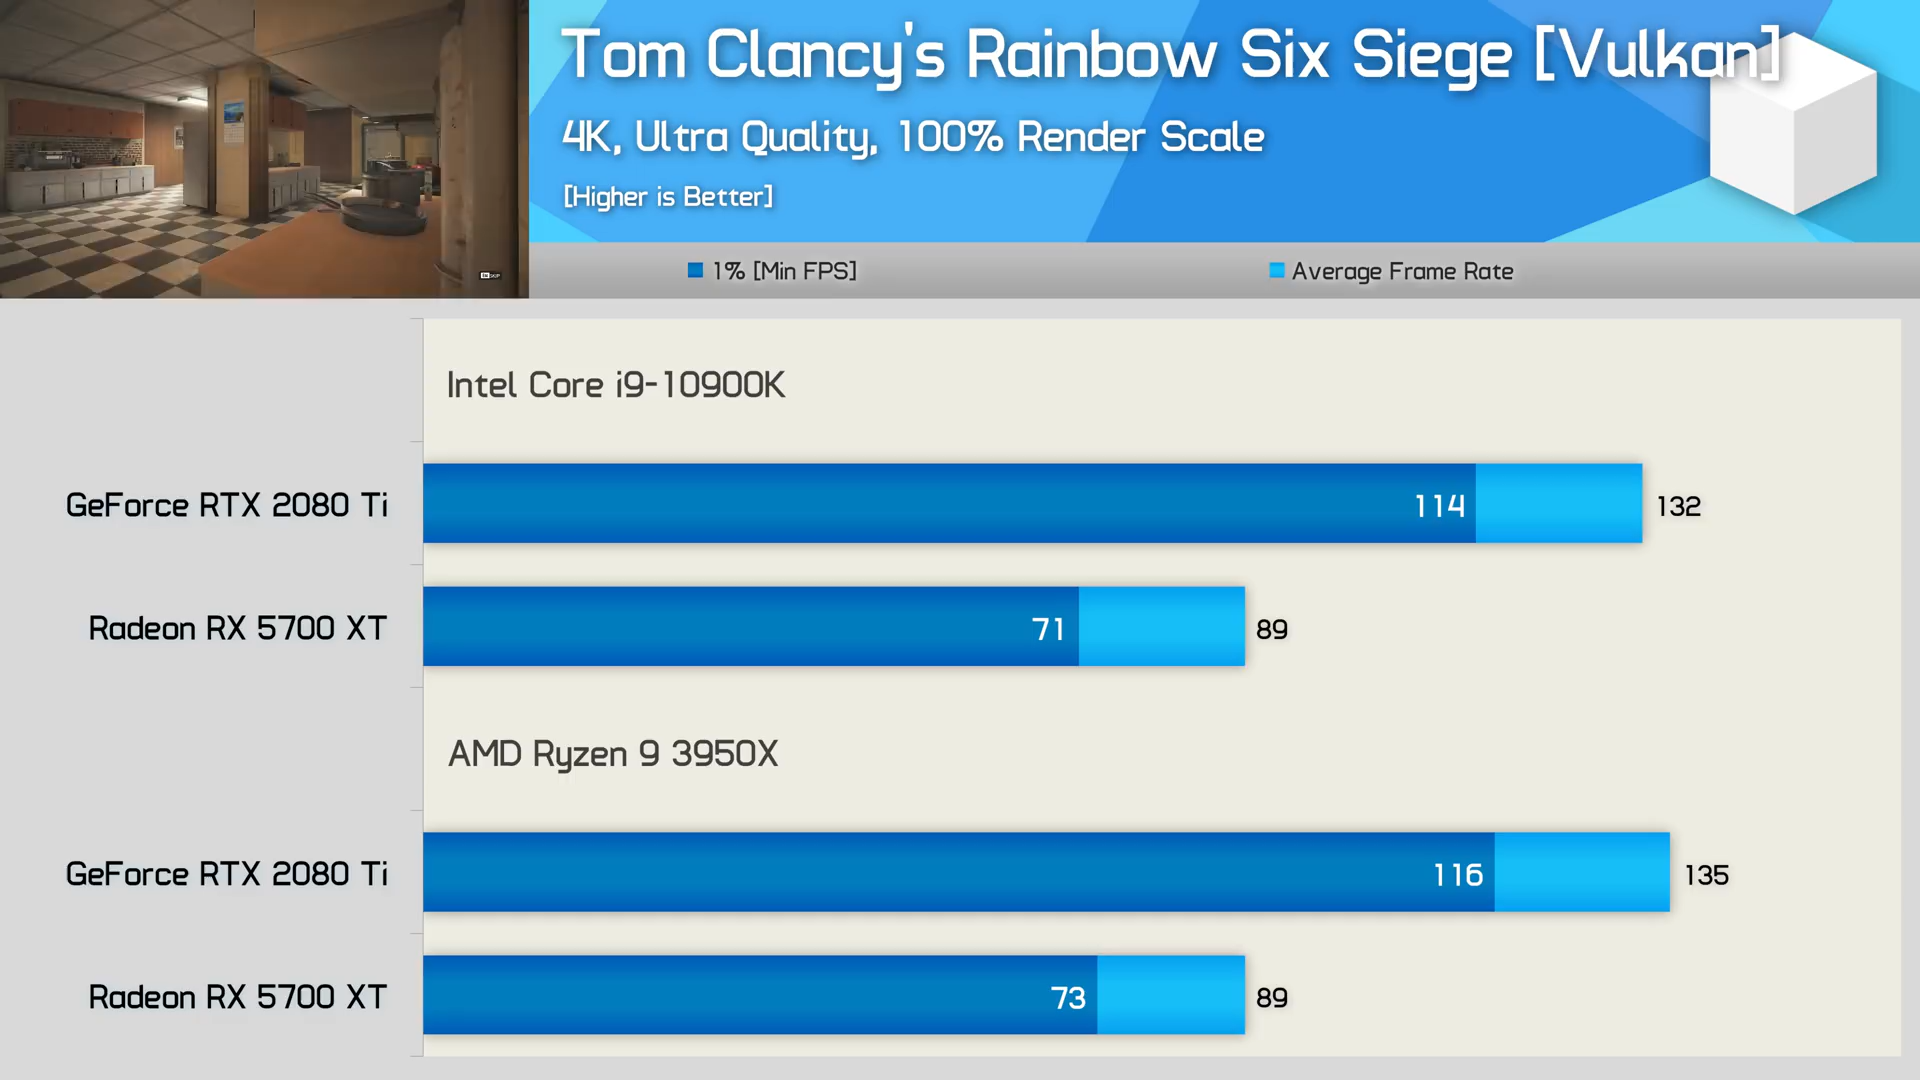 Tom Clancy's Rainbow Six Siege [Vulkan]
4K, Ultra Quality, 100% Render Scale
[Higher is Better]
1% [Min FPS]
Average Frame Rate
Intel Core i9-10900K
GeForce RTX 2080 Ti
114
132
Radeon RX 5700 XT
71
89
AMD Ryzen 9 3950X
GeForce RTX 2080 Ti
116
135
Radeon RX 5700 XT
73
89